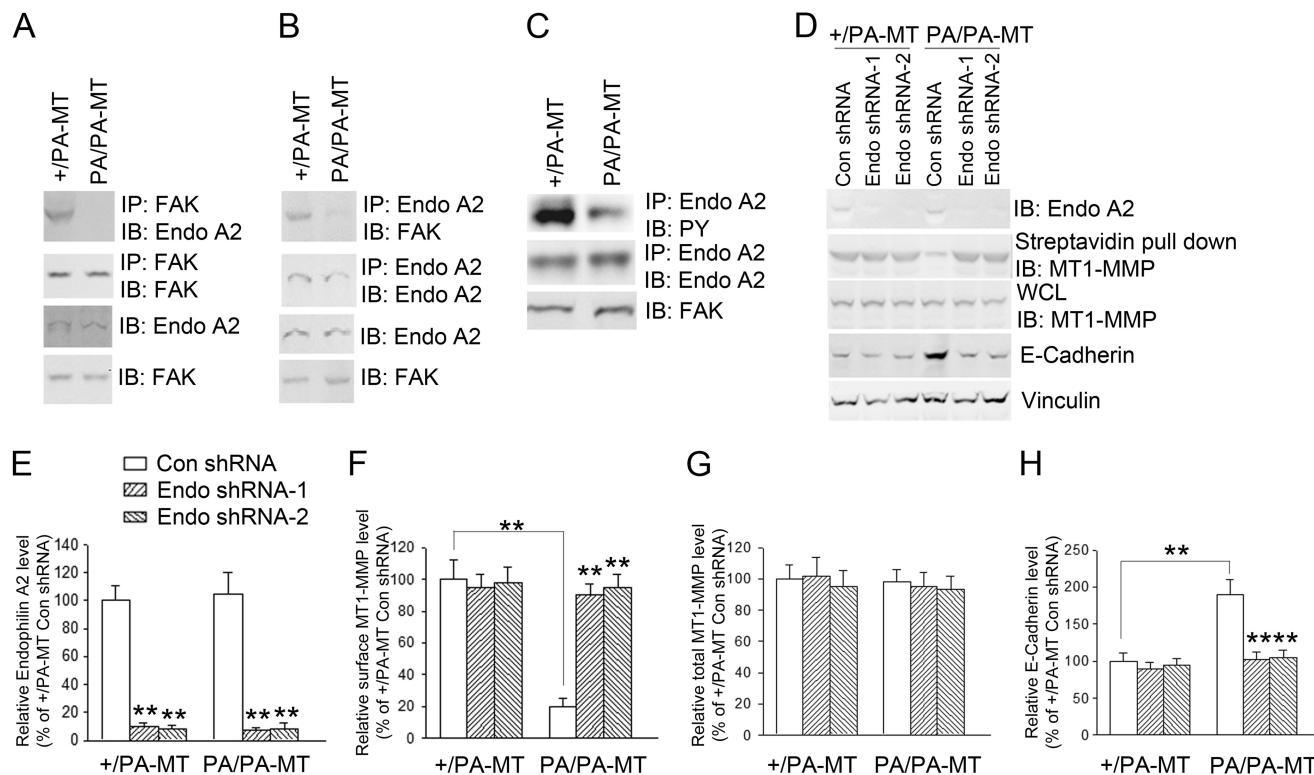 A
+/PA-MT
PA/PA-MT
IP: FAK
IB: Endo A2
IP: FAK
IB: FAK
IB: Endo A2
IB: FAK
B
+/PA-MT
PA/PA-MT
IP: Endo A2
IB: FAK
IP: Endo A2
IB: Endo A2
IB: Endo A2
IB: FAK
C
+/PA-MT
PA/PA-MT
IP: Endo A2
IB: PY
IP: Endo A2
IB: Endo A2
IB: FAK
D
+/PA-MT
PA/PA-MT
Con shRNA
Endo shRNA-1
Endo shRNA-2
Con shRNA
Endo shRNA-1
Endo shRNA-2
IB: Endo A2
Streptavidin pull down
IB: MT1-MMP
WCL
IB: MT1-MMP
E-Cadherin
Vinculin
E
Con shRNA
Endo shRNA-1
Endo shRNA-2
Relative Endophilin A2 level
(% of +/PA-MT Con shRNA)
140
120
100
80
60
40
20
0
** **
** **
+/PA-MT
PA/PA-MT
F
Relative surface MT1-MMP level
(% of +/PA-MT Con shRNA)
120
100
80
60
40
20
0
**
** **
+/PA-MT
PA/PA-MT
G
Relative total MT1-MMP level
(% of +/PA-MT Con shRNA)
120
100
80
60
40
20
0
+/PA-MT
PA/PA-MT
H
Relative E-Cadherin level
(% of +/PA-MT Con shRNA)
250
200
150
100
50
0
**
****
+/PA-MT
PA/PA-MT